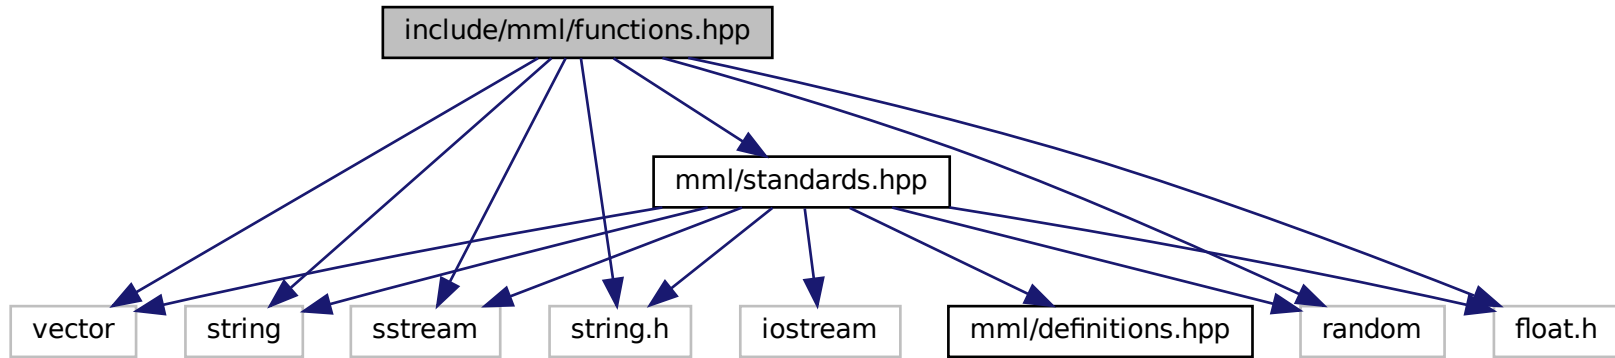 include/mml/functions.hpp
mml/standards.hpp
vector
string
sstream
string.h
iostream
mml/definitions.hpp
random
float.h